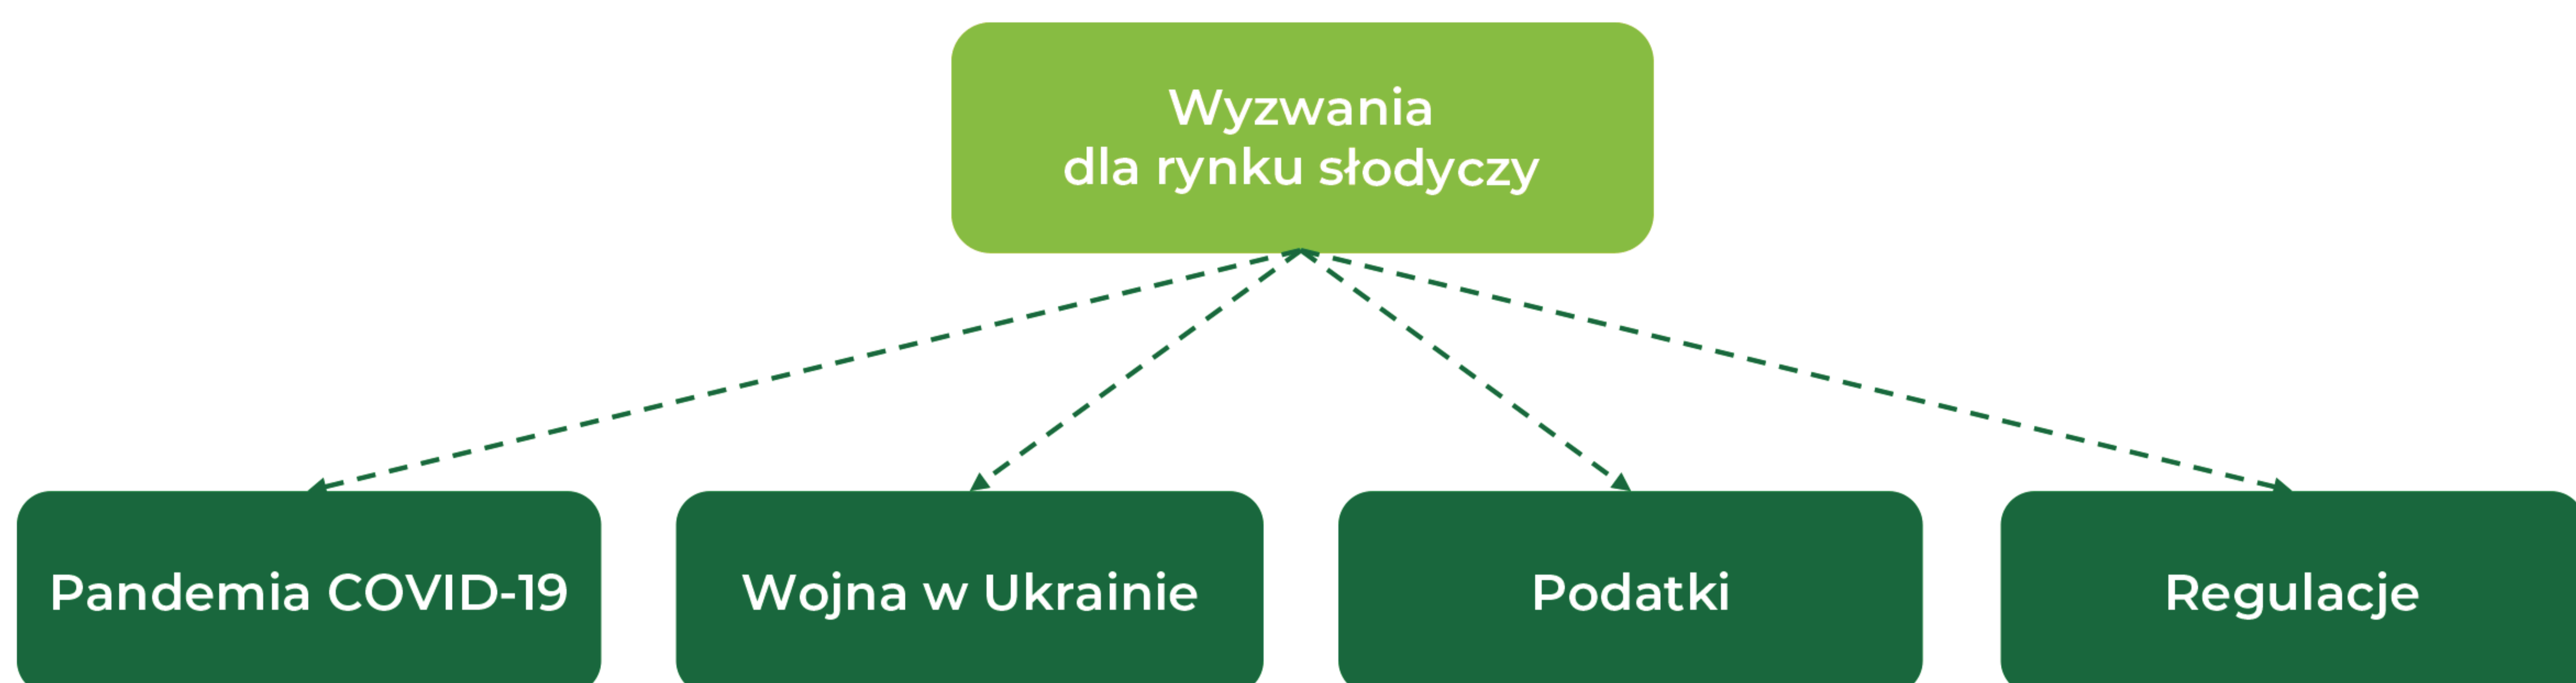 Wyzwania
dla rynku słodyczy
Pandemia COVID-19
Wojna w Ukrainie
Podatki
Regulacje